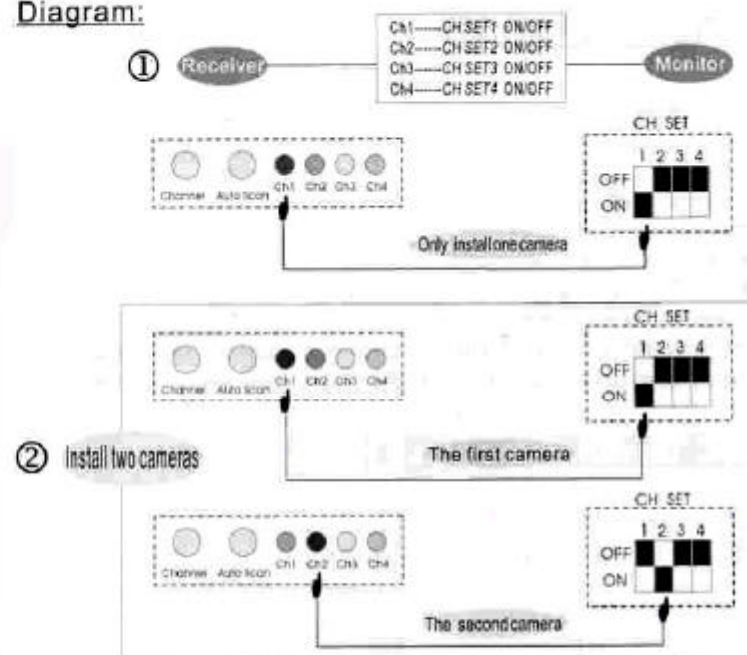 Diagram:
① Receiver
Ch1-----CH SET1 ON/OFF
Ch2-----CH SET2 ON/OFF
Ch3-----CH SET3 ON/OFF
Ch4-----CH SET4 ON/OFF
Monitor
Channel Auto Scan Ch1 Ch2 Ch3 Ch4
CH SET
1 2 3 4
OFF
ON
Only install one camera
Channel Auto Scan Ch1 Ch2 Ch3 Ch4
CH SET
1 2 3 4
OFF
ON
② Install two cameras
The first camera
Channel Auto Scan Ch1 Ch2 Ch3 Ch4
CH SET
1 2 3 4
OFF
ON
The second camera